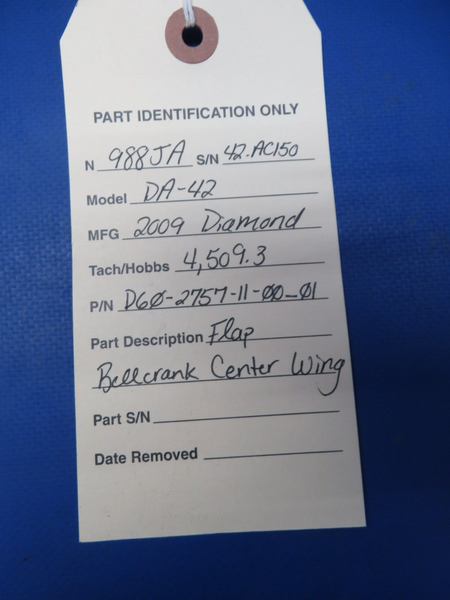 PART IDENTIFICATION ONLY
N 988JA S/N 42.AC150
Model DA-42
MFG 2009 Diamond
Tach/Hobbs 4,509.3
P/N D60-2757-11-00-01
Part Description Flap
Bellcrank Center Wing
Part S/N
Date Removed